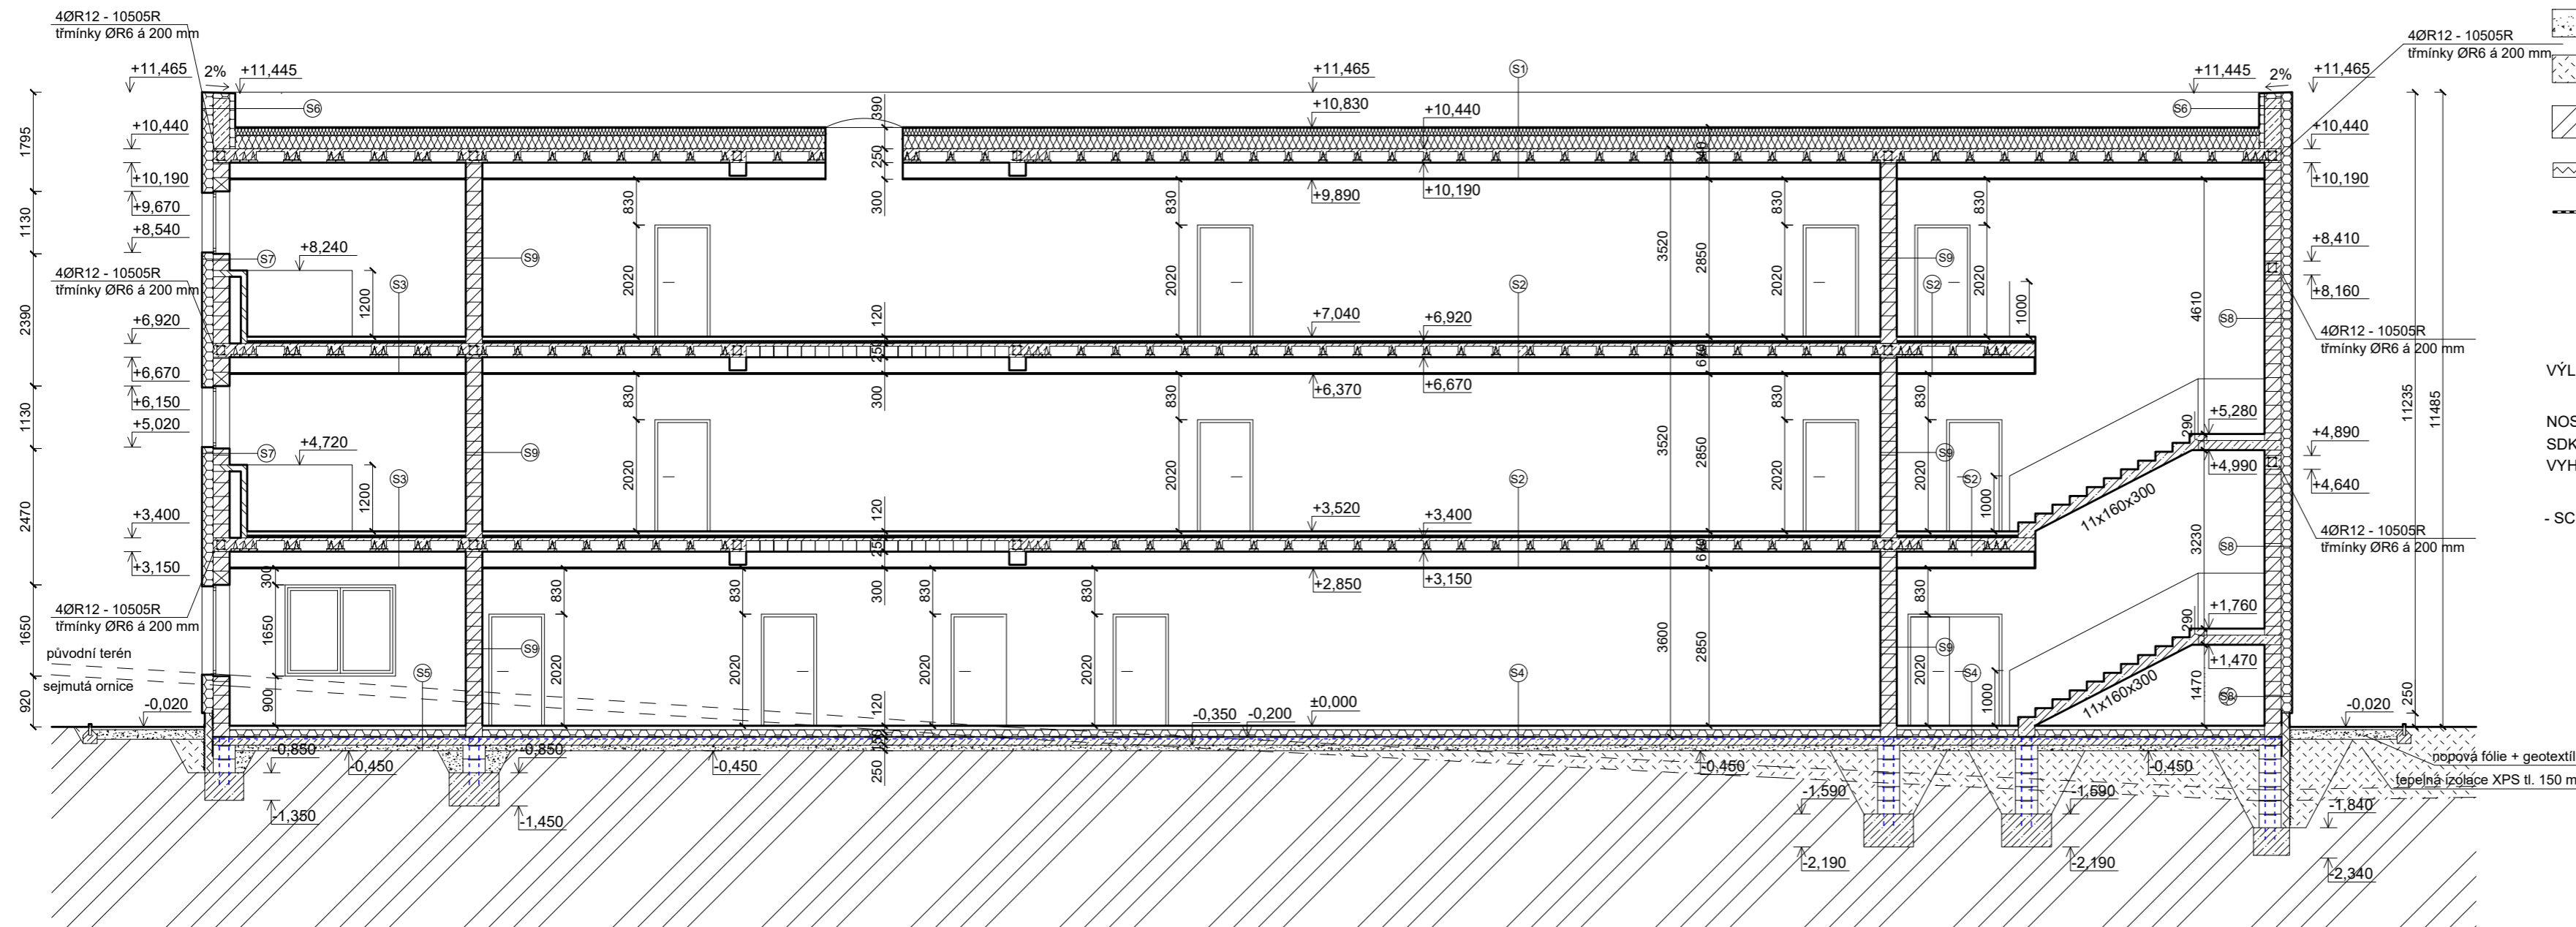 4ØR12 - 10505R
třmínky ØR6 á 200 mm
4ØR12 - 10505R
třmínky ØR6 á 200 mm
+11,465
2%
+11,445
+11,465
S1
+11,445
2%
+11,465
S6
390
+10,830
+10,440
S6
1795
+10,440
+10,440
250
+10,190
+10,190
+10,190
300
+9,890
830
830
830
830
+9,670
1130
+8,540
+8,410
+8,240
S7
S9
S9
3520
2850
4ØR12 - 10505R
třmínky ØR6 á 200 mm
S3
S2
S2
1200
2020
2020
2020
2020
+8,160
2390
4610
1000
S8
+6,920
120
+7,040
+6,920
4ØR12 - 10505R
třmínky ØR6 á 200 mm
250
670
+6,670
+6,670
300
+6,370
830
830
830
830
VÝL
+6,150
1130
+5,020
11235
11485
+5,280
290
NOS
+4,890
+4,720
SDK
S7
S9
S9
3520
2850
VYH
+4,990
S3
S2
S2
+4,640
1200
2020
2020
2020
2020
1000
11x160x300
2470
- SC
+3,400
120
+3,520
+3,400
4ØR12 - 10505R
třmínky ØR6 á 200 mm
3230
S8
250
670
+3,150
+3,150
300
300
+2,850
830
830
830
830
830
4ØR12 - 10505R
třmínky ØR6 á 200 mm
1650
1650
+1,760
290
původní terén
S9
S9
3600
2850
+1,470
sejmutá ornice
S5
S4
S4
2020
2020
2020
2020
2020
11x160x300
1470
S8
920
900
120
1000
250
-0,020
±0,000
-0,020
-0,350
-0,200
-0,850
-0,850
-0,450
-0,450
-0,450
-0,450
250
nopová fólie + geotextíl
tepelná izolace XPS tl. 150 m
-1,350
-1,450
-1,590
-1,590
-1,840
-2,190
-2,190
-2,340